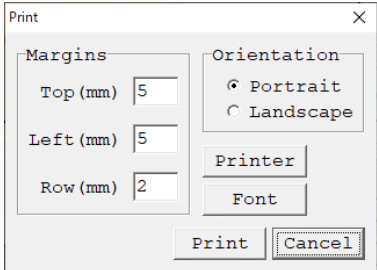 Print
Margins
Top(mm) 5
Left(mm) 5
Row(mm) 2
Orientation
Portrait
Landscape
Printer
Font
Print
Cancel